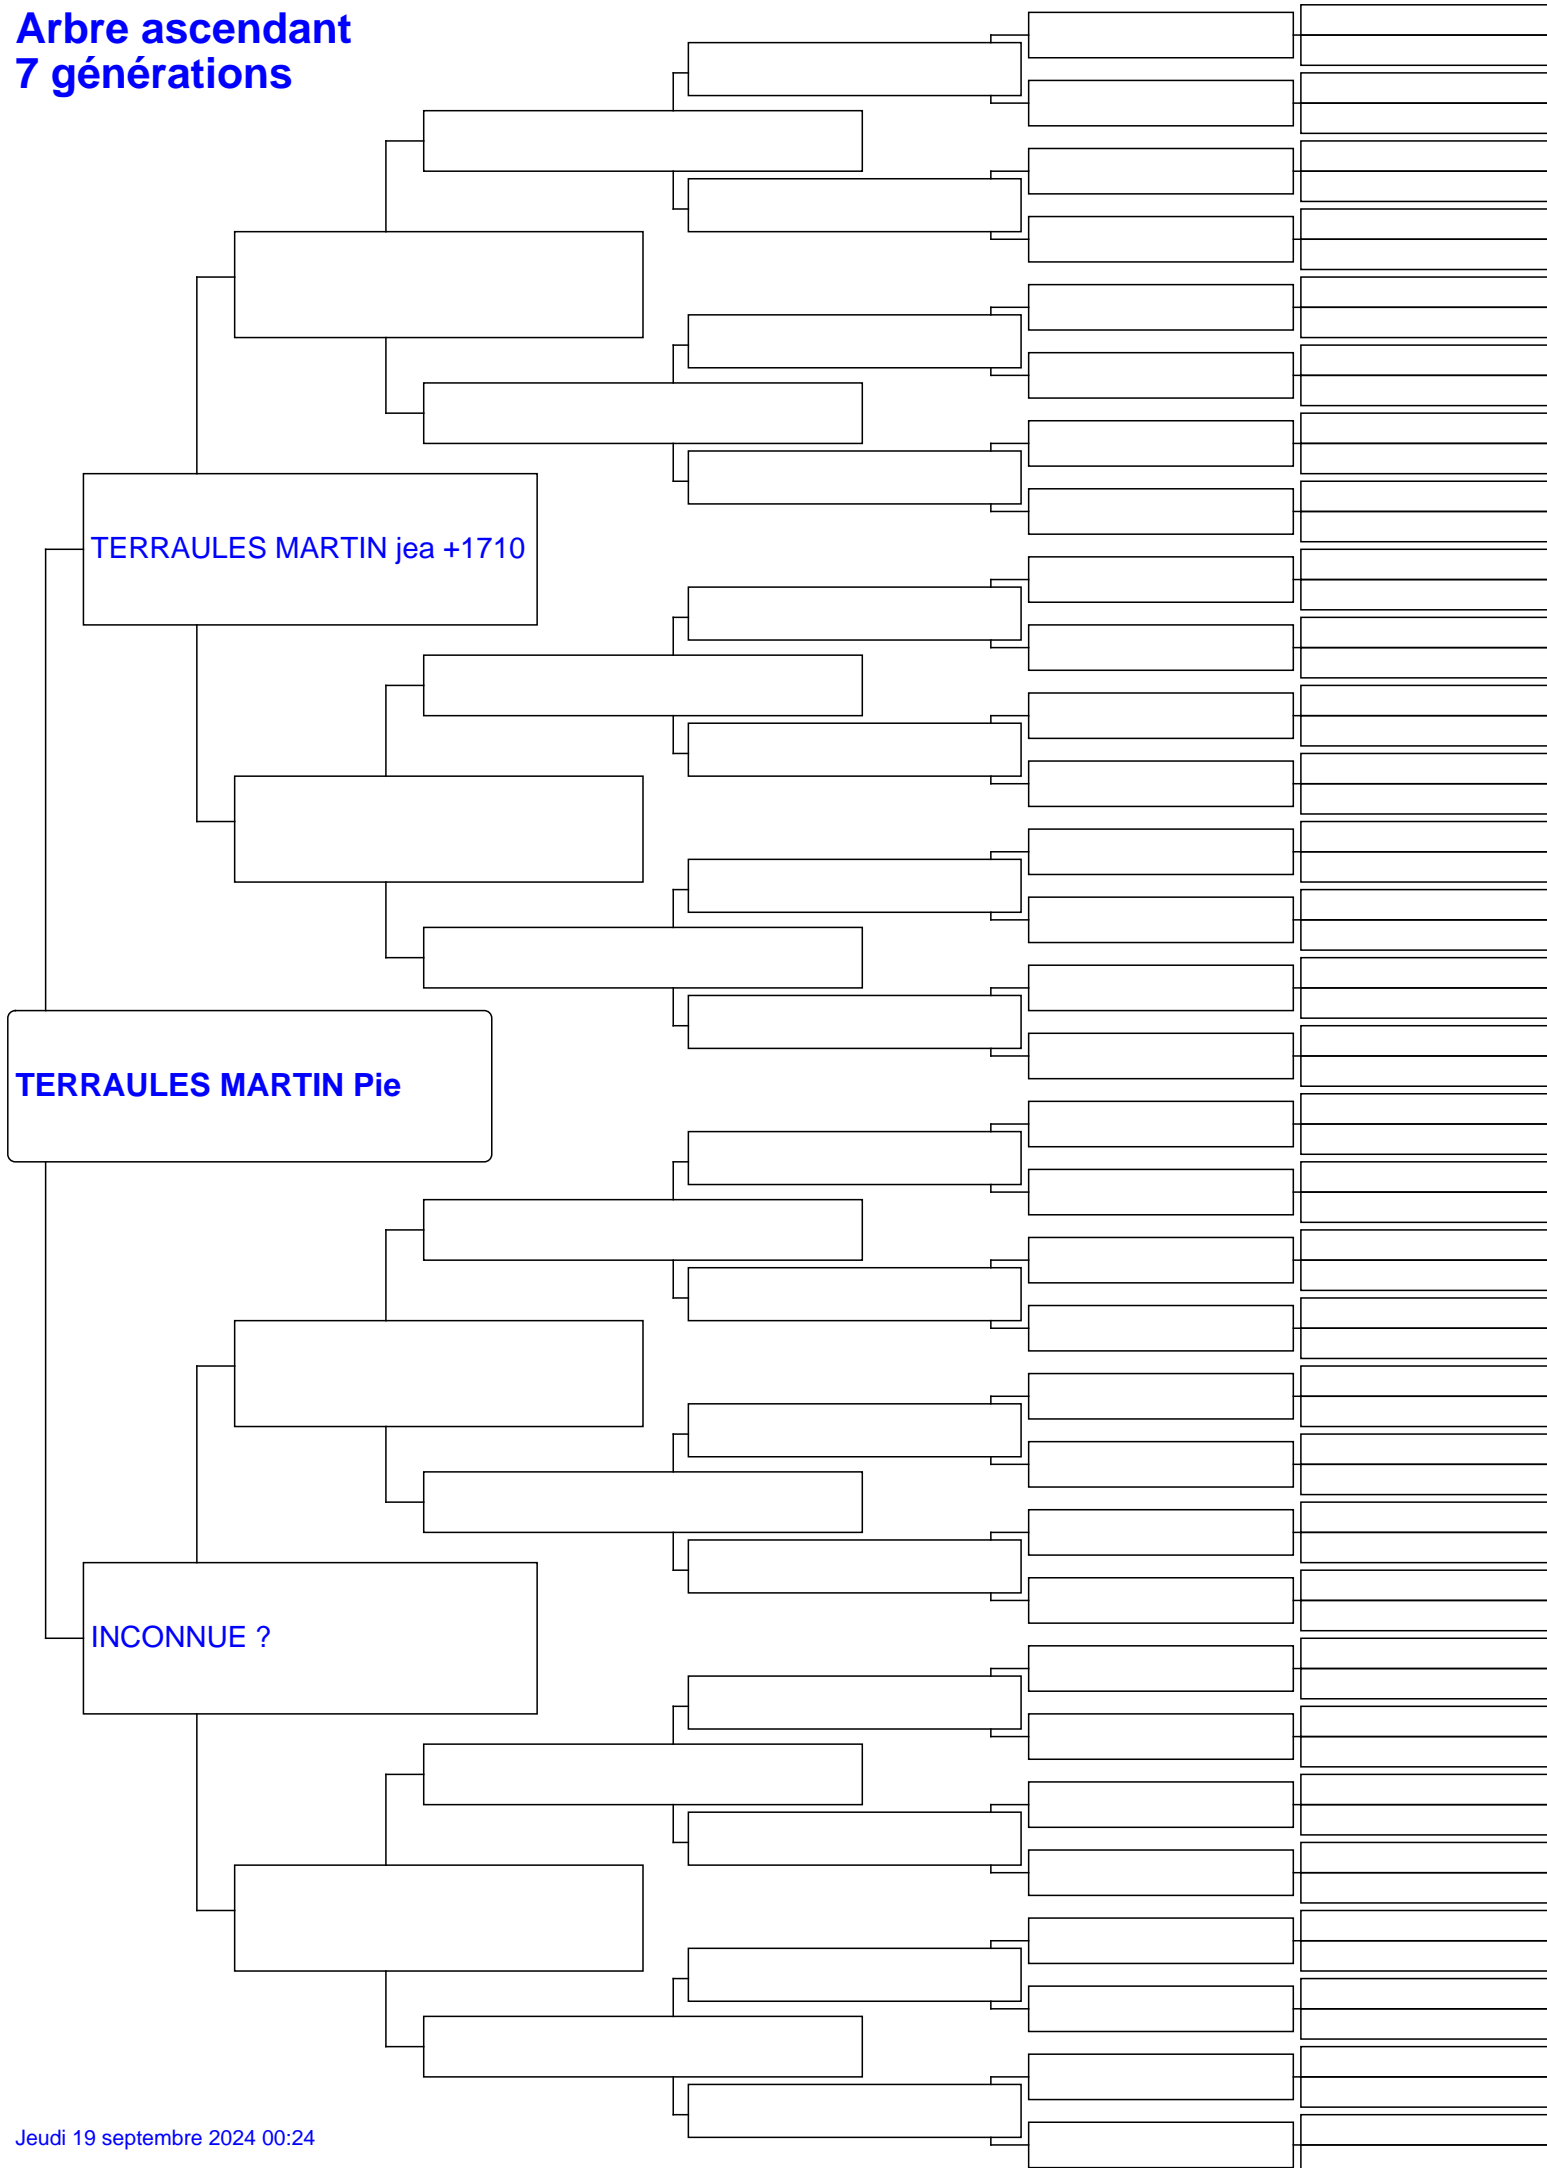 Arbre ascendant
7 générations
TERRAULES MARTIN jea +1710
TERRAULES MARTIN Pie
INCONNUE ?
Jeudi 19 septembre 2024 00:24